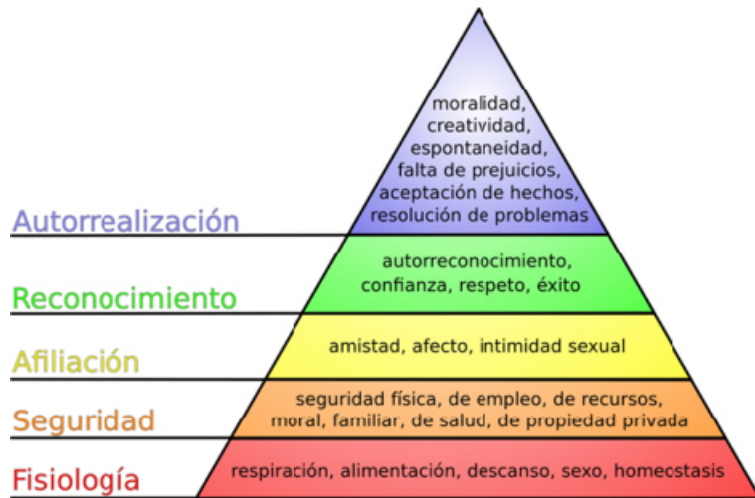 moralidad,
creatividad,
espontaneidad,
falta de prejuicios,
aceptación de hechos,
resolución de problemas
Autorrealización
autorreconocimiento,
confianza, respeto, éxito
Reconocimiento
amistad, afecto, intimidad sexual
Afiliación
seguridad física, de empleo, de recursos,
moral, familiar, de salud, de propiedad privada
Seguridad
respiración, alimentación, descanso, sexo, homeostasis
Fisiología